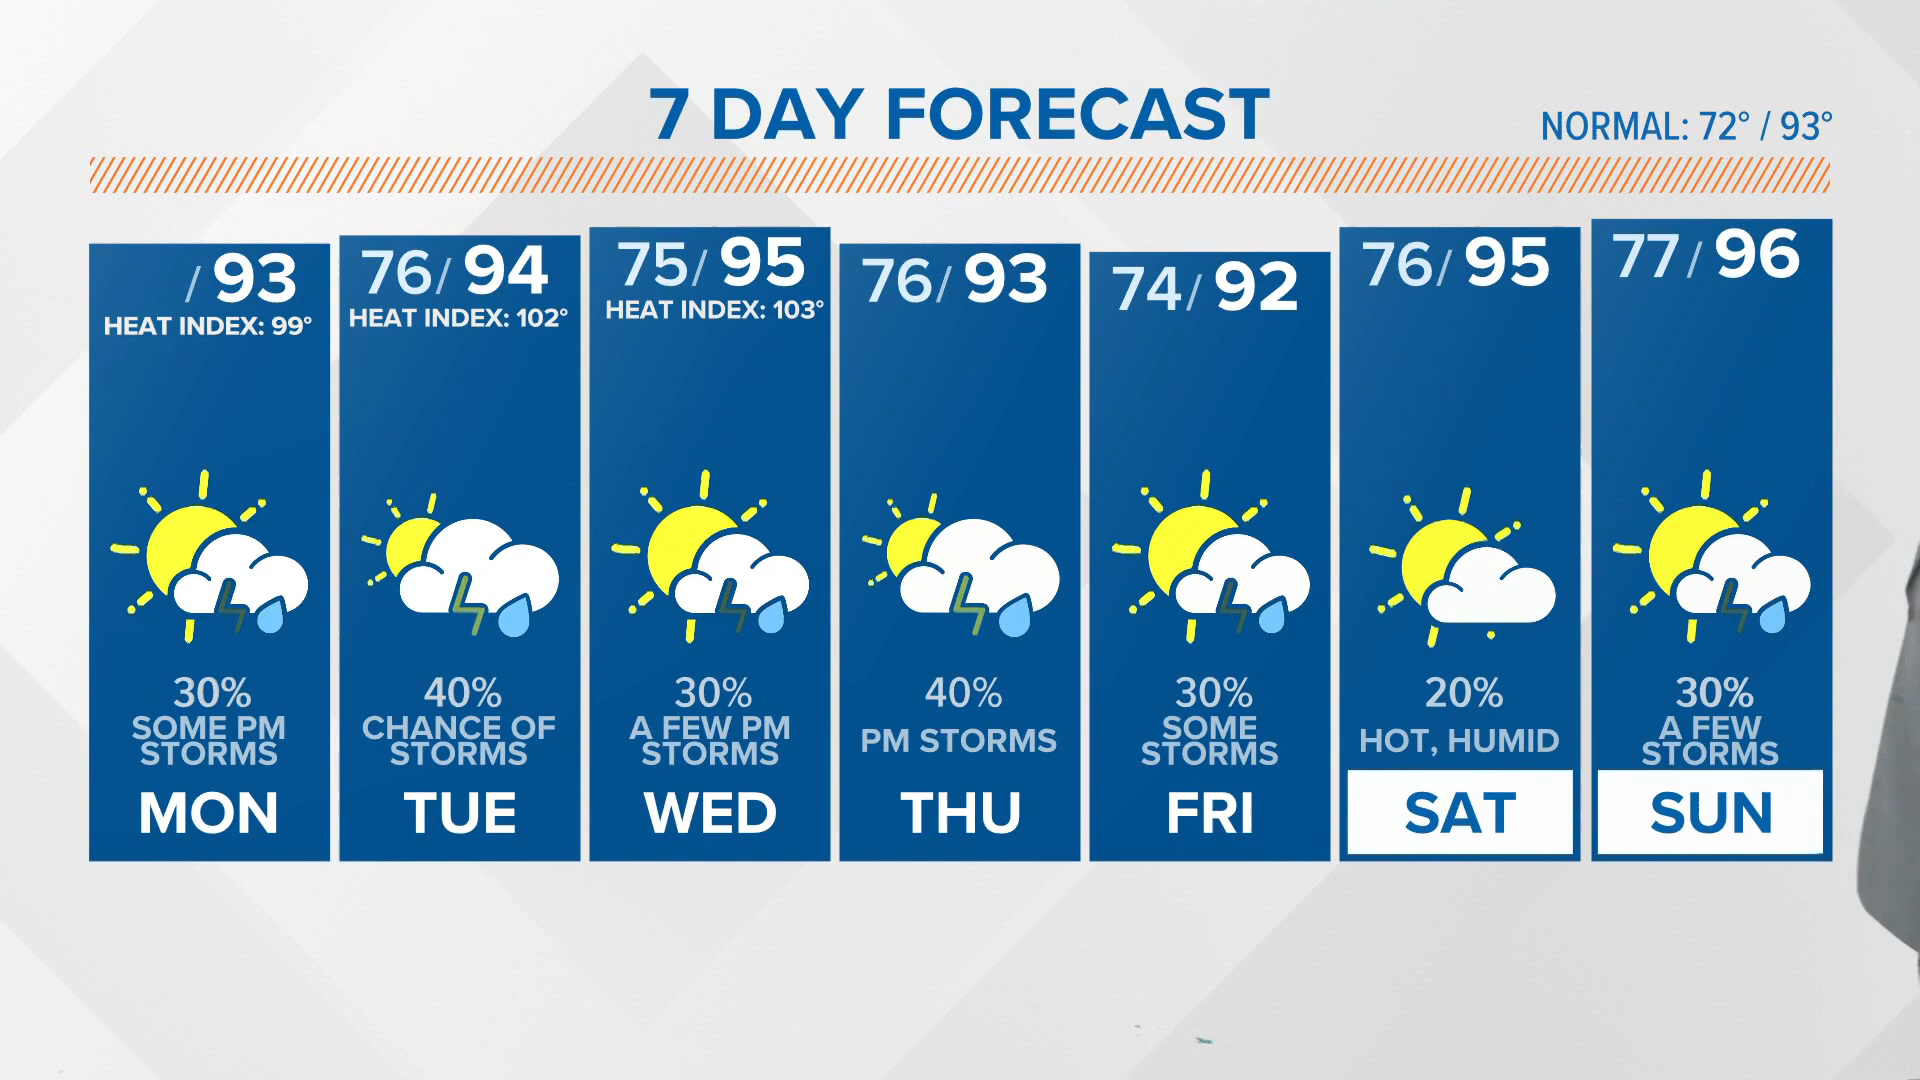 7 DAY FORECAST
NORMAL: 72° / 93°
/ 93
HEAT INDEX: 99°
30%
SOME PM
STORMS
MON
76/ 94
HEAT INDEX: 102°
40%
CHANCE OF
STORMS
TUE
75/ 95
HEAT INDEX: 103°
30%
A FEW PM
STORMS
WED
76/ 93
40%
PM STORMS
THU
74/ 92
30%
SOME
STORMS
FRI
76/ 95
20%
HOT, HUMID
SAT
77/ 96
30%
A FEW
STORMS
SUN